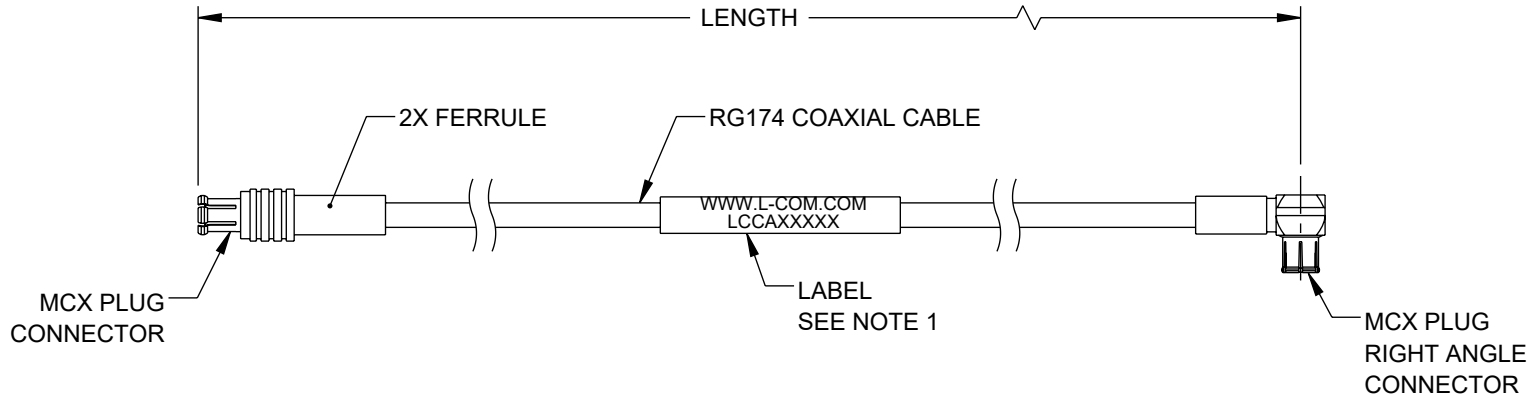 LENGTH
2X FERRULE
RG174 COAXIAL CABLE
WWW.L-COM.COM
LCCAXXXXX
MCX PLUG
CONNECTOR
LABEL
SEE NOTE 1
MCX PLUG
RIGHT ANGLE
CONNECTOR